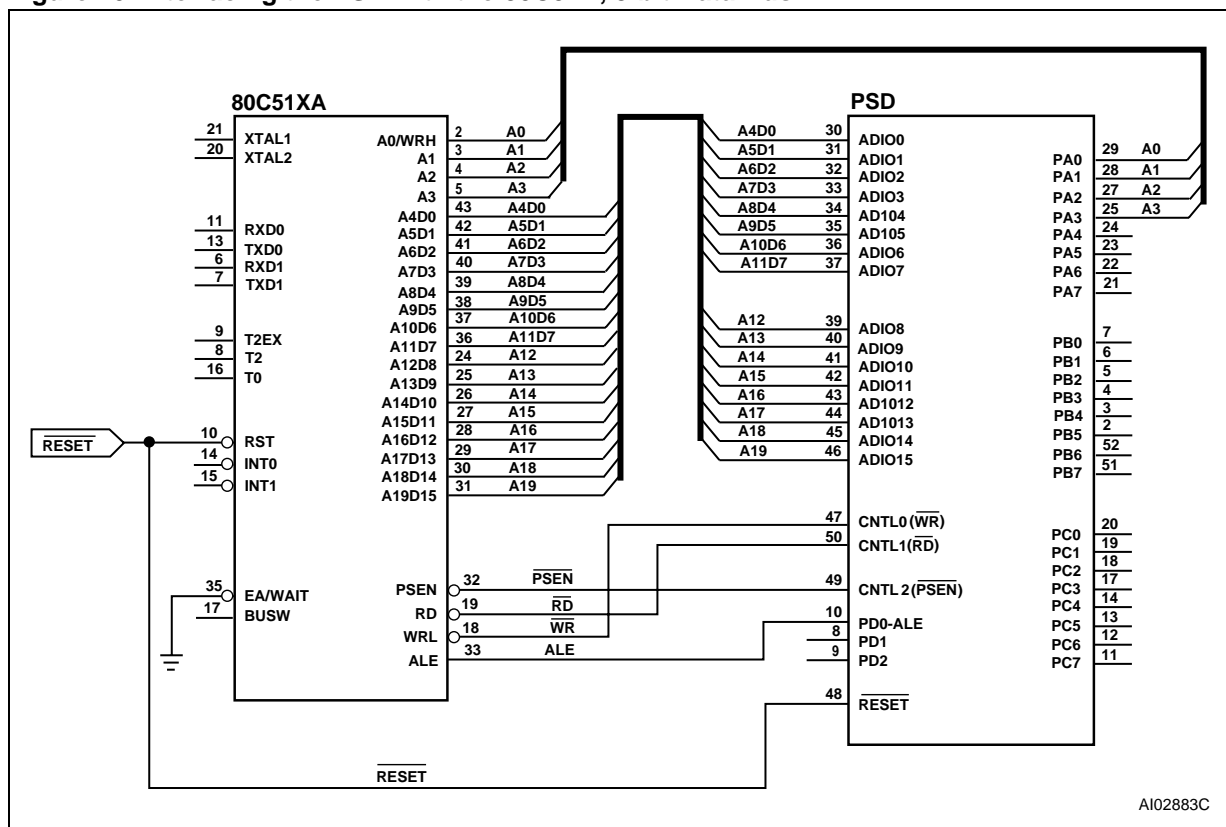 80C51XA
21 XTAL1
20 XTAL2
11 RXD0
13 TXD0
6 RXD1
7 TXD1
9 T2EX
8 T2
16 T0
RESET
10 RST
14 INT0
15 INT1
35 EA/WAIT
17 BUSW
A0/WRH 2 A0
A1 3 A1
A2 4 A2
A3 5 A3
A4D0 43 A4D0
A5D1 42 A5D1
A6D2 41 A6D2
A7D3 40 A7D3
A8D4 39 A8D4
A9D5 38 A9D5
A10D6 37 A10D6
A11D7 36 A11D7
A12D8 24 A12
A13D9 25 A13
A14D10 26 A14
A15D11 27 A15
A16D12 28 A16
A17D13 29 A17
A18D14 30 A18
A19D15 31 A19
PSEN 32 PSEN
RD 19 RD
WRL 18 WR
ALE 33 ALE
PSD
A4D0 30 ADIO0
A5D1 31 ADIO1
A6D2 32 ADIO2
A7D3 33 ADIO3
A8D4 34 AD104
A9D5 35 AD105
A10D6 36 ADIO6
A11D7 37 ADIO7
A12 39 ADIO8
A13 40 ADIO9
A14 41 ADIO10
A15 42 ADIO11
A16 43 AD1012
A17 44 AD1013
A18 45 ADIO14
A19 46 ADIO15
47 CNTL0(WR)
50 CNTL1(RD)
49 CNTL2(PSEN)
10 PD0-ALE
8 PD1
9 PD2
48 RESET
PA0 29 A0
PA1 28 A1
PA2 27 A2
PA3 25 A3
PA4 24
PA5 23
PA6 22
PA7 21
PB0 7
PB1 6
PB2 5
PB3 4
PB4 3
PB5 2
PB6 52
PB7 51
PC0 20
PC1 19
PC2 18
PC3 17
PC4 14
PC5 13
PC6 12
PC7 11
RESET
AI02883C